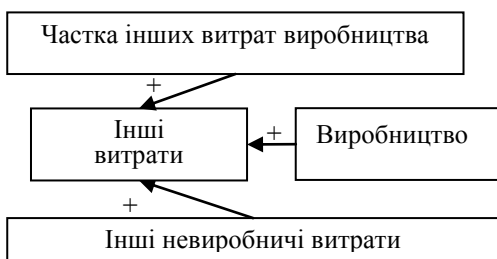 Частка інших витрат виробництва
+
Інші
витрати
+
Виробництво
+
Інші невиробничі витрати